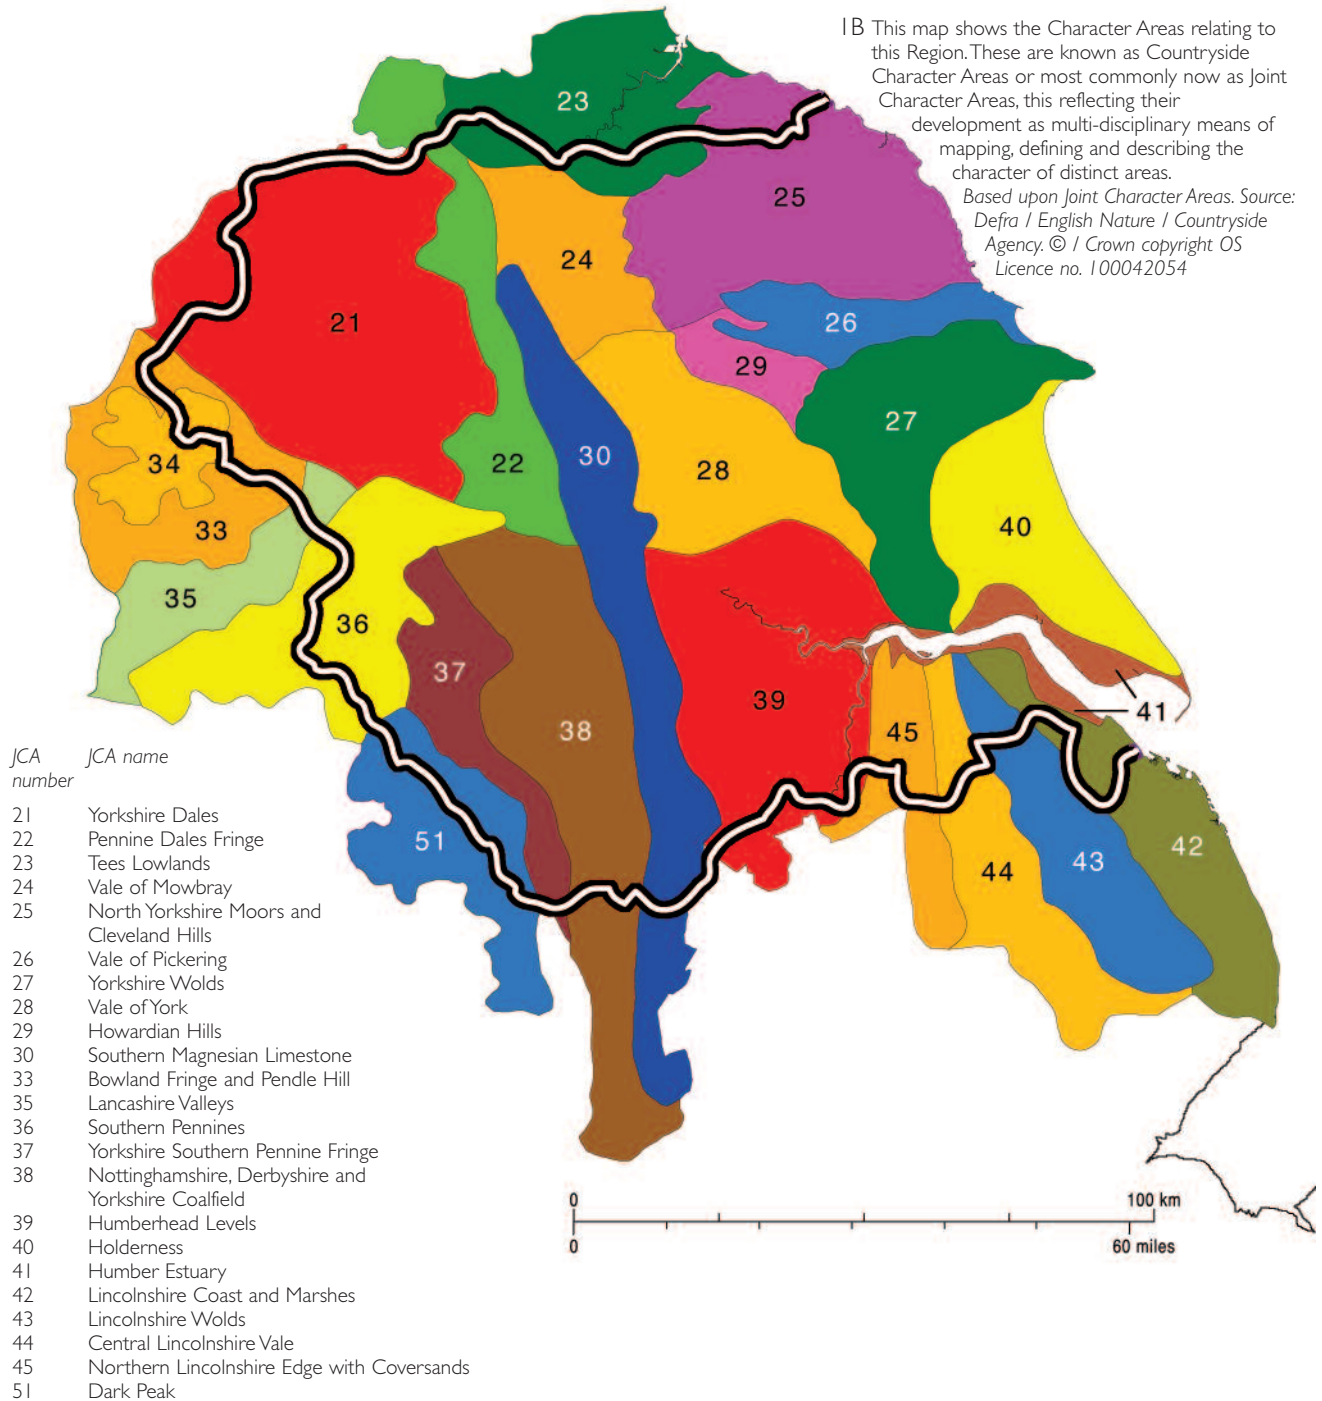 1B This map shows the Character Areas relating to
this Region. These are known as Countryside
Character Areas or most commonly now as Joint
Character Areas, this reflecting their
development as multi-disciplinary means of
mapping, defining and describing the
character of distinct areas.
Based upon Joint Character Areas. Source:
Defra / English Nature / Countryside
Agency. © / Crown copyright OS
Licence no. 100042054
23
25
24
21
26
29
27
34
22
30
28
33
40
35
36
37
39
38
45
41
51
44
43
42
JCA number JCA name
21 Yorkshire Dales
22 Pennine Dales Fringe
23 Tees Lowlands
24 Vale of Mowbray
25 North Yorkshire Moors and
Cleveland Hills
26 Vale of Pickering
27 Yorkshire Wolds
28 Vale of York
29 Howardian Hills
30 Southern Magnesian Limestone
33 Bowland Fringe and Pendle Hill
35 Lancashire Valleys
36 Southern Pennines
37 Yorkshire Southern Pennine Fringe
38 Nottinghamshire, Derbyshire and
Yorkshire Coalfield
39 Humberhead Levels
40 Holderness
41 Humber Estuary
42 Lincolnshire Coast and Marshes
43 Lincolnshire Wolds
44 Central Lincolnshire Vale
45 Northern Lincolnshire Edge with Coversands
51 Dark Peak
0 100 km
0 60 miles